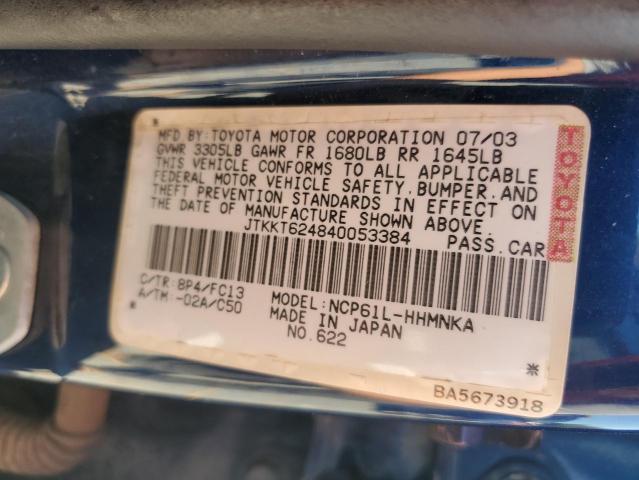 MFD BY: TOYOTA MOTOR CORPORATION 07/03
GVWR 3305LB GAWR FR 1680LB RR 1645LB
THIS VEHICLE CONFORMS TO ALL APPLICABLE
FEDERAL MOTOR VEHICLE SAFETY, BUMPER, AND
THEFT PREVENTION STANDARDS IN EFFECT ON
THE DATE OF MANUFACTURE SHOWN ABOVE.
JTKKT624840053384 PASS.CAR
C/TR: 8P4/FC13
A/TM: -02A/C50
MODEL: NCP61L-HHMNKA
MADE IN JAPAN
NO.622
BA5673918
TOYOTA